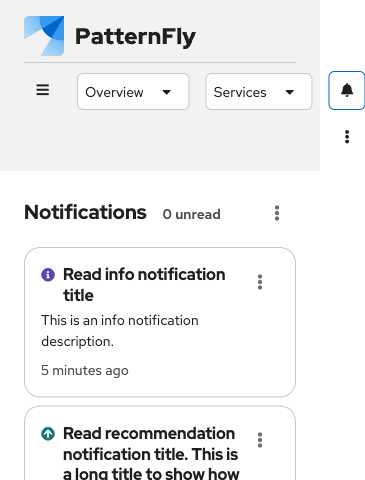 PatternFly
Overview
Services
Notifications
0 unread
Read info notification
title
This is an info notification
description.
5 minutes ago
Read recommendation
notification title. This is
a long title to show how